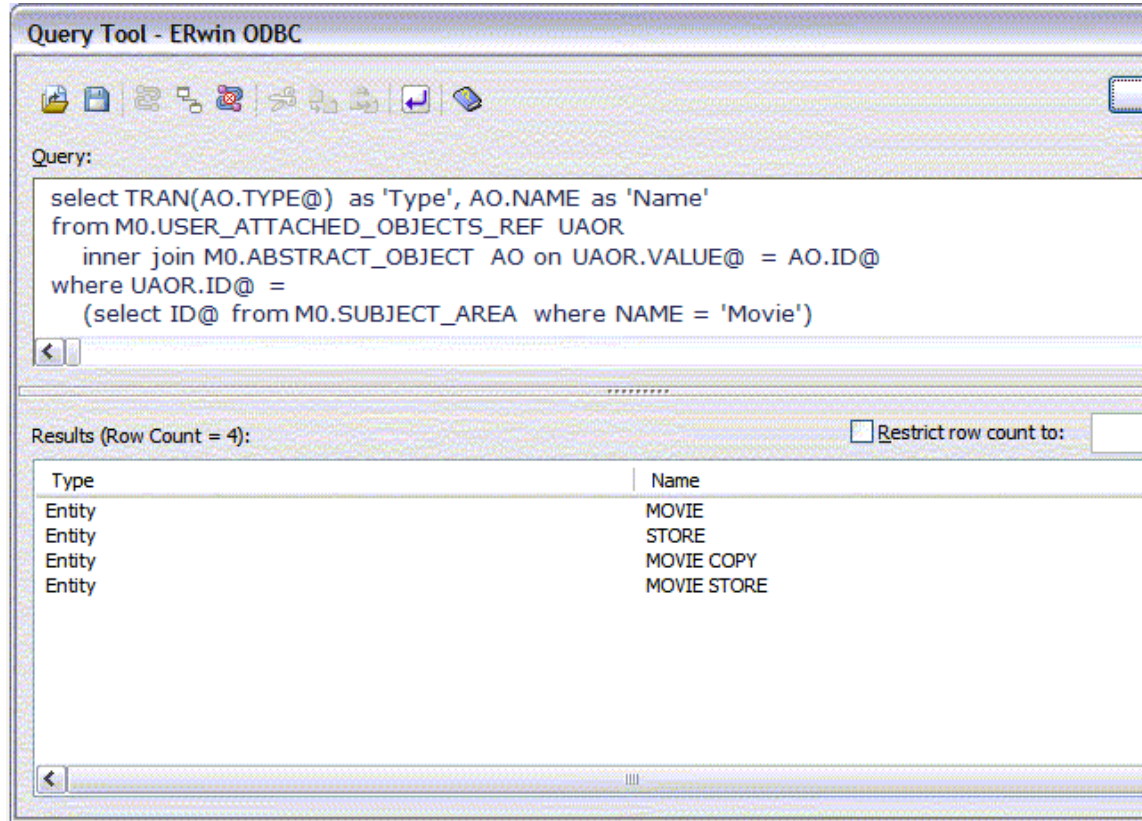 Query Tool - ERwin ODBC
Query:
select TRAN(AO.TYPE@) as 'Type', AO.NAME as 'Name'
from M0.USER_ATTACHED_OBJECTS_REF UAOR
inner join M0.ABSTRACT_OBJECT AO on UAOR.VALUE@ = AO.ID@
where UAOR.ID@ =
(select ID@ from M0.SUBJECT_AREA where NAME = 'Movie')
Results (Row Count = 4): Restrict row count to:
Type Name
Entity MOVIE
Entity STORE
Entity MOVIE COPY
Entity MOVIE STORE